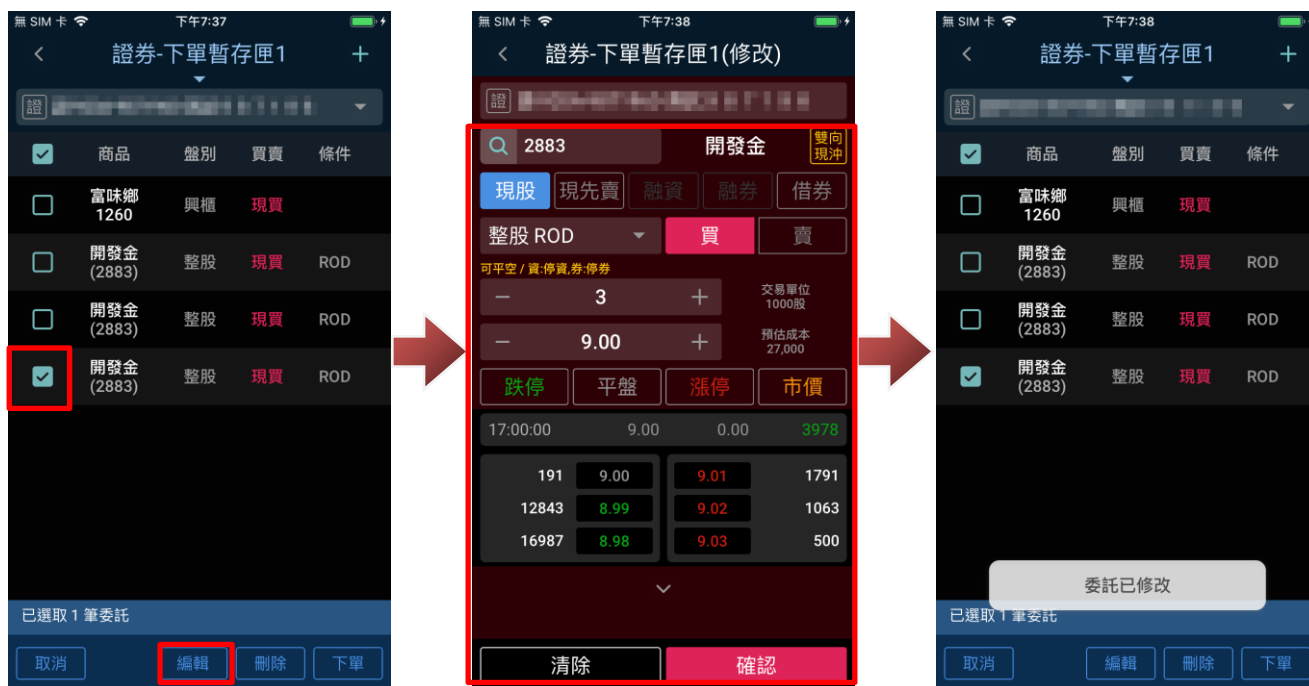 無 SIM 卡 下午7:37
證券-下單暫存匣1 +
證
商品 盤別 買賣 條件
富味鄉 1260 興櫃 現買
開發金 (2883) 整股 現買 ROD
開發金 (2883) 整股 現買 ROD
開發金 (2883) 整股 現買 ROD
已選取 1 筆委託
取消 編輯 刪除 下單
無 SIM 卡 下午7:38
證券-下單暫存匣1(修改)
證
2883 開發金 雙向現沖
現股 現先賣 融資 融券 借券
整股 ROD 買 賣
可平空 / 資:停資,券:停券
− 3 + 交易單位 1000股
− 9.00 + 預估成本 27,000
跌停 平盤 漲停 市價
17:00:00 9.00 0.00 3978
191 9.00 9.01 1791
12843 8.99 9.02 1063
16987 8.98 9.03 500
清除 確認
無 SIM 卡 下午7:38
證券-下單暫存匣1 +
證
商品 盤別 買賣 條件
富味鄉 1260 興櫃 現買
開發金 (2883) 整股 現買 ROD
開發金 (2883) 整股 現買 ROD
開發金 (2883) 整股 現買 ROD
委託已修改
已選取 1 筆委託
取消 編輯 刪除 下單